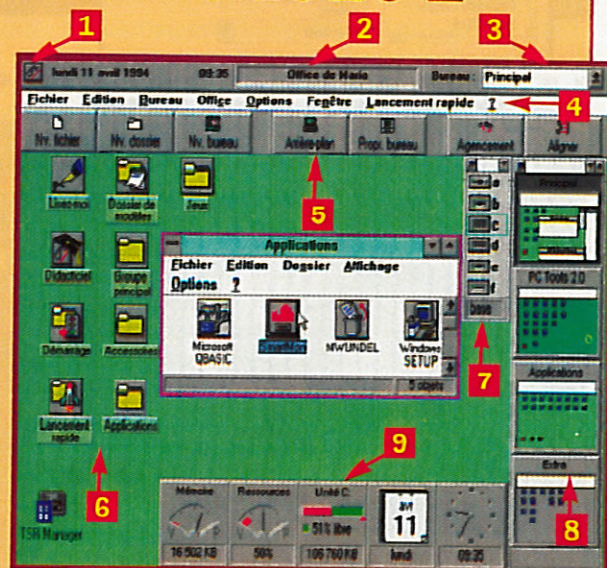 1
2
3
lundi 11 avril 1994 09:35 Office de Mario Bureau : Principal
Fichier Edition Bureau Office Options Fenêtre Lancement rapide ?
4
Nv. fichier Nv. dossier Nv. bureau Arrière-plan Propr. bureau Agencement Aligner
5
Lisez-moi Dossier de modèles Jeux
a
b
c
d
e
f
base
7
Principal
PC Tools 2.0
Applications
Extra
8
Didacticiel Groupe principal
Démarrage Accessoires
Lancement rapide Applications
6
TSR Manager
Applications
Fichier Edition Dossier Affichage
Options ?
Microsoft QBASIC
MWUNDEL
Windows SETUP
5 objets
9
Mémoire Ressources Unité C:
51% libre
avr
11
16 502 KB 50% 106 760 KB lundi 09:35